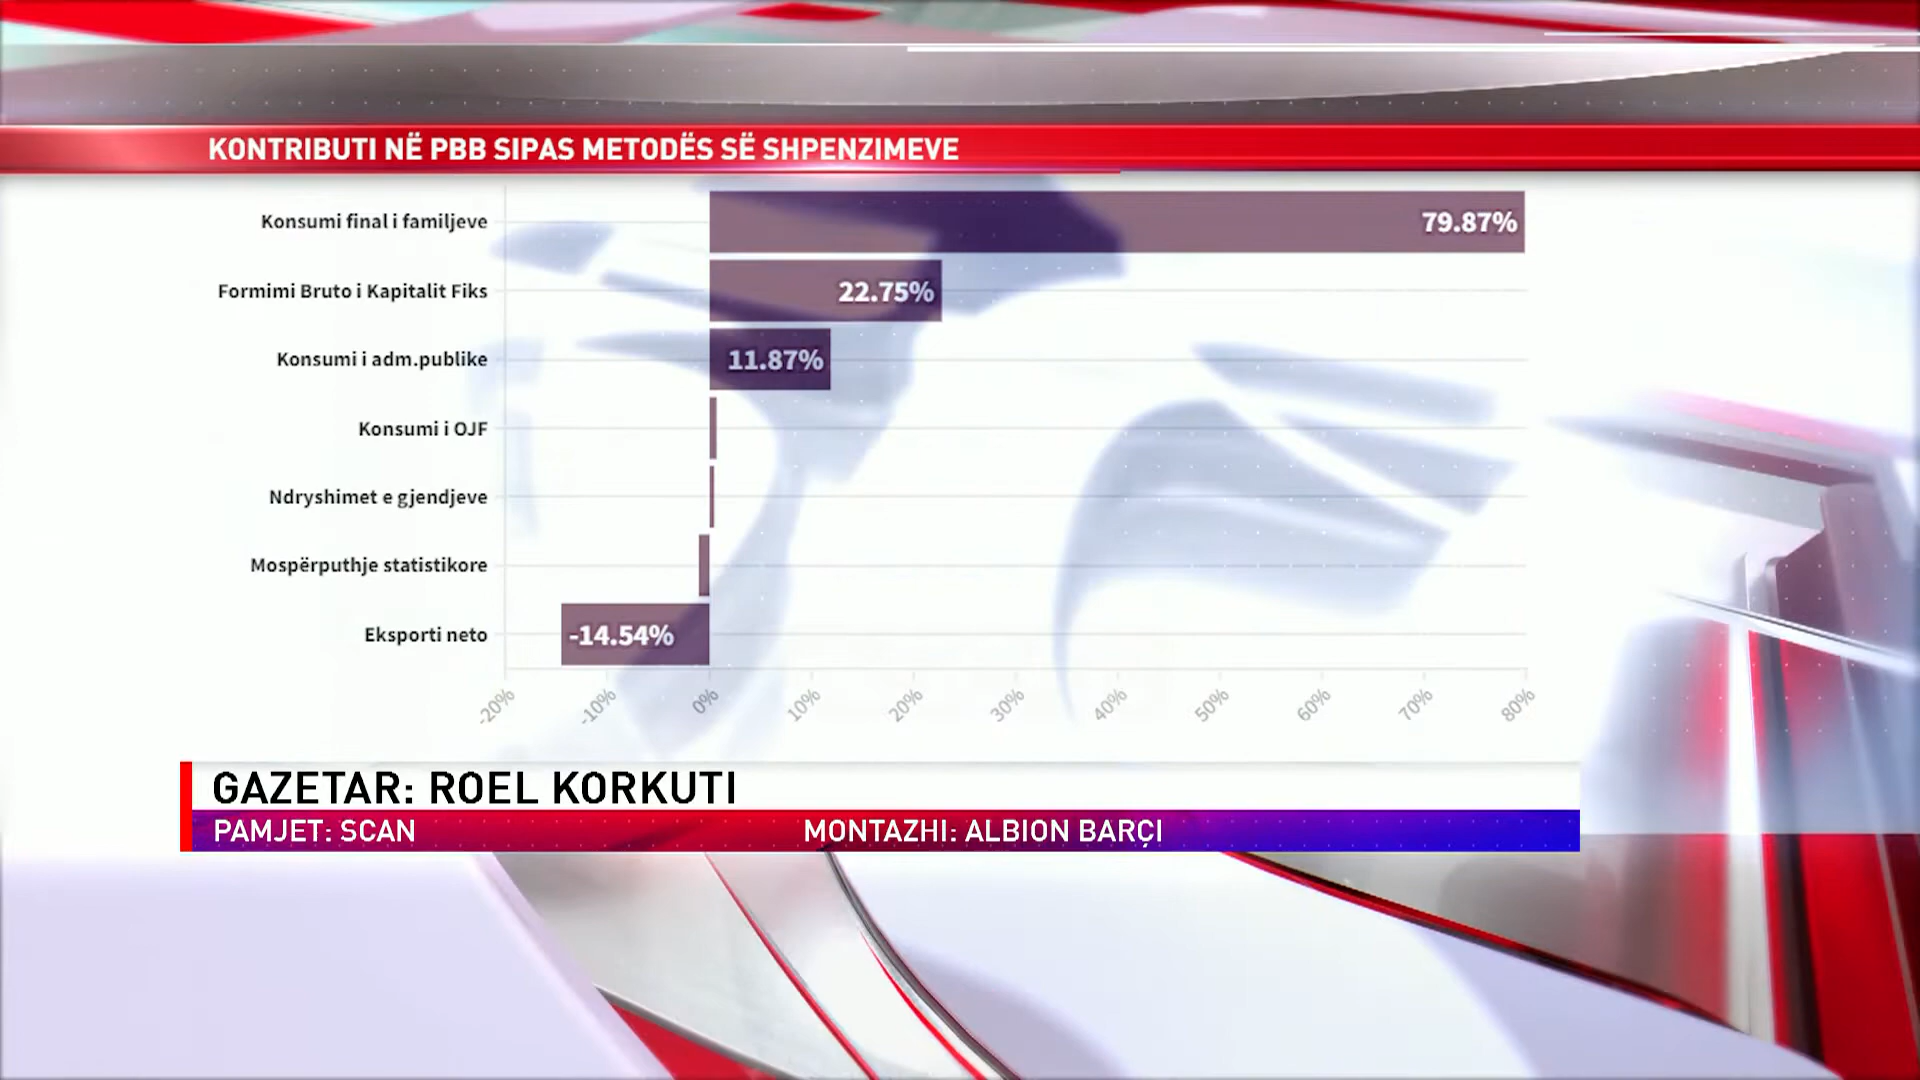 KONTRIBUTI NË PBB SIPAS METODËS SË SHPENZIMEVE
Konsumi final i familjeve 79.87%
Formimi Bruto i Kapitalit Fiks 22.75%
Konsumi i adm.publike 11.87%
Konsumi i OJF
Ndryshimet e gjendjeve
Mospërputhje statistikore
Eksporti neto -14.54%
-20% -10% 0% 10% 20% 30% 40% 50% 60% 70% 80%
GAZETAR: ROEL KORKUTI
PAMJET: SCAN MONTAZHI: ALBION BARÇI